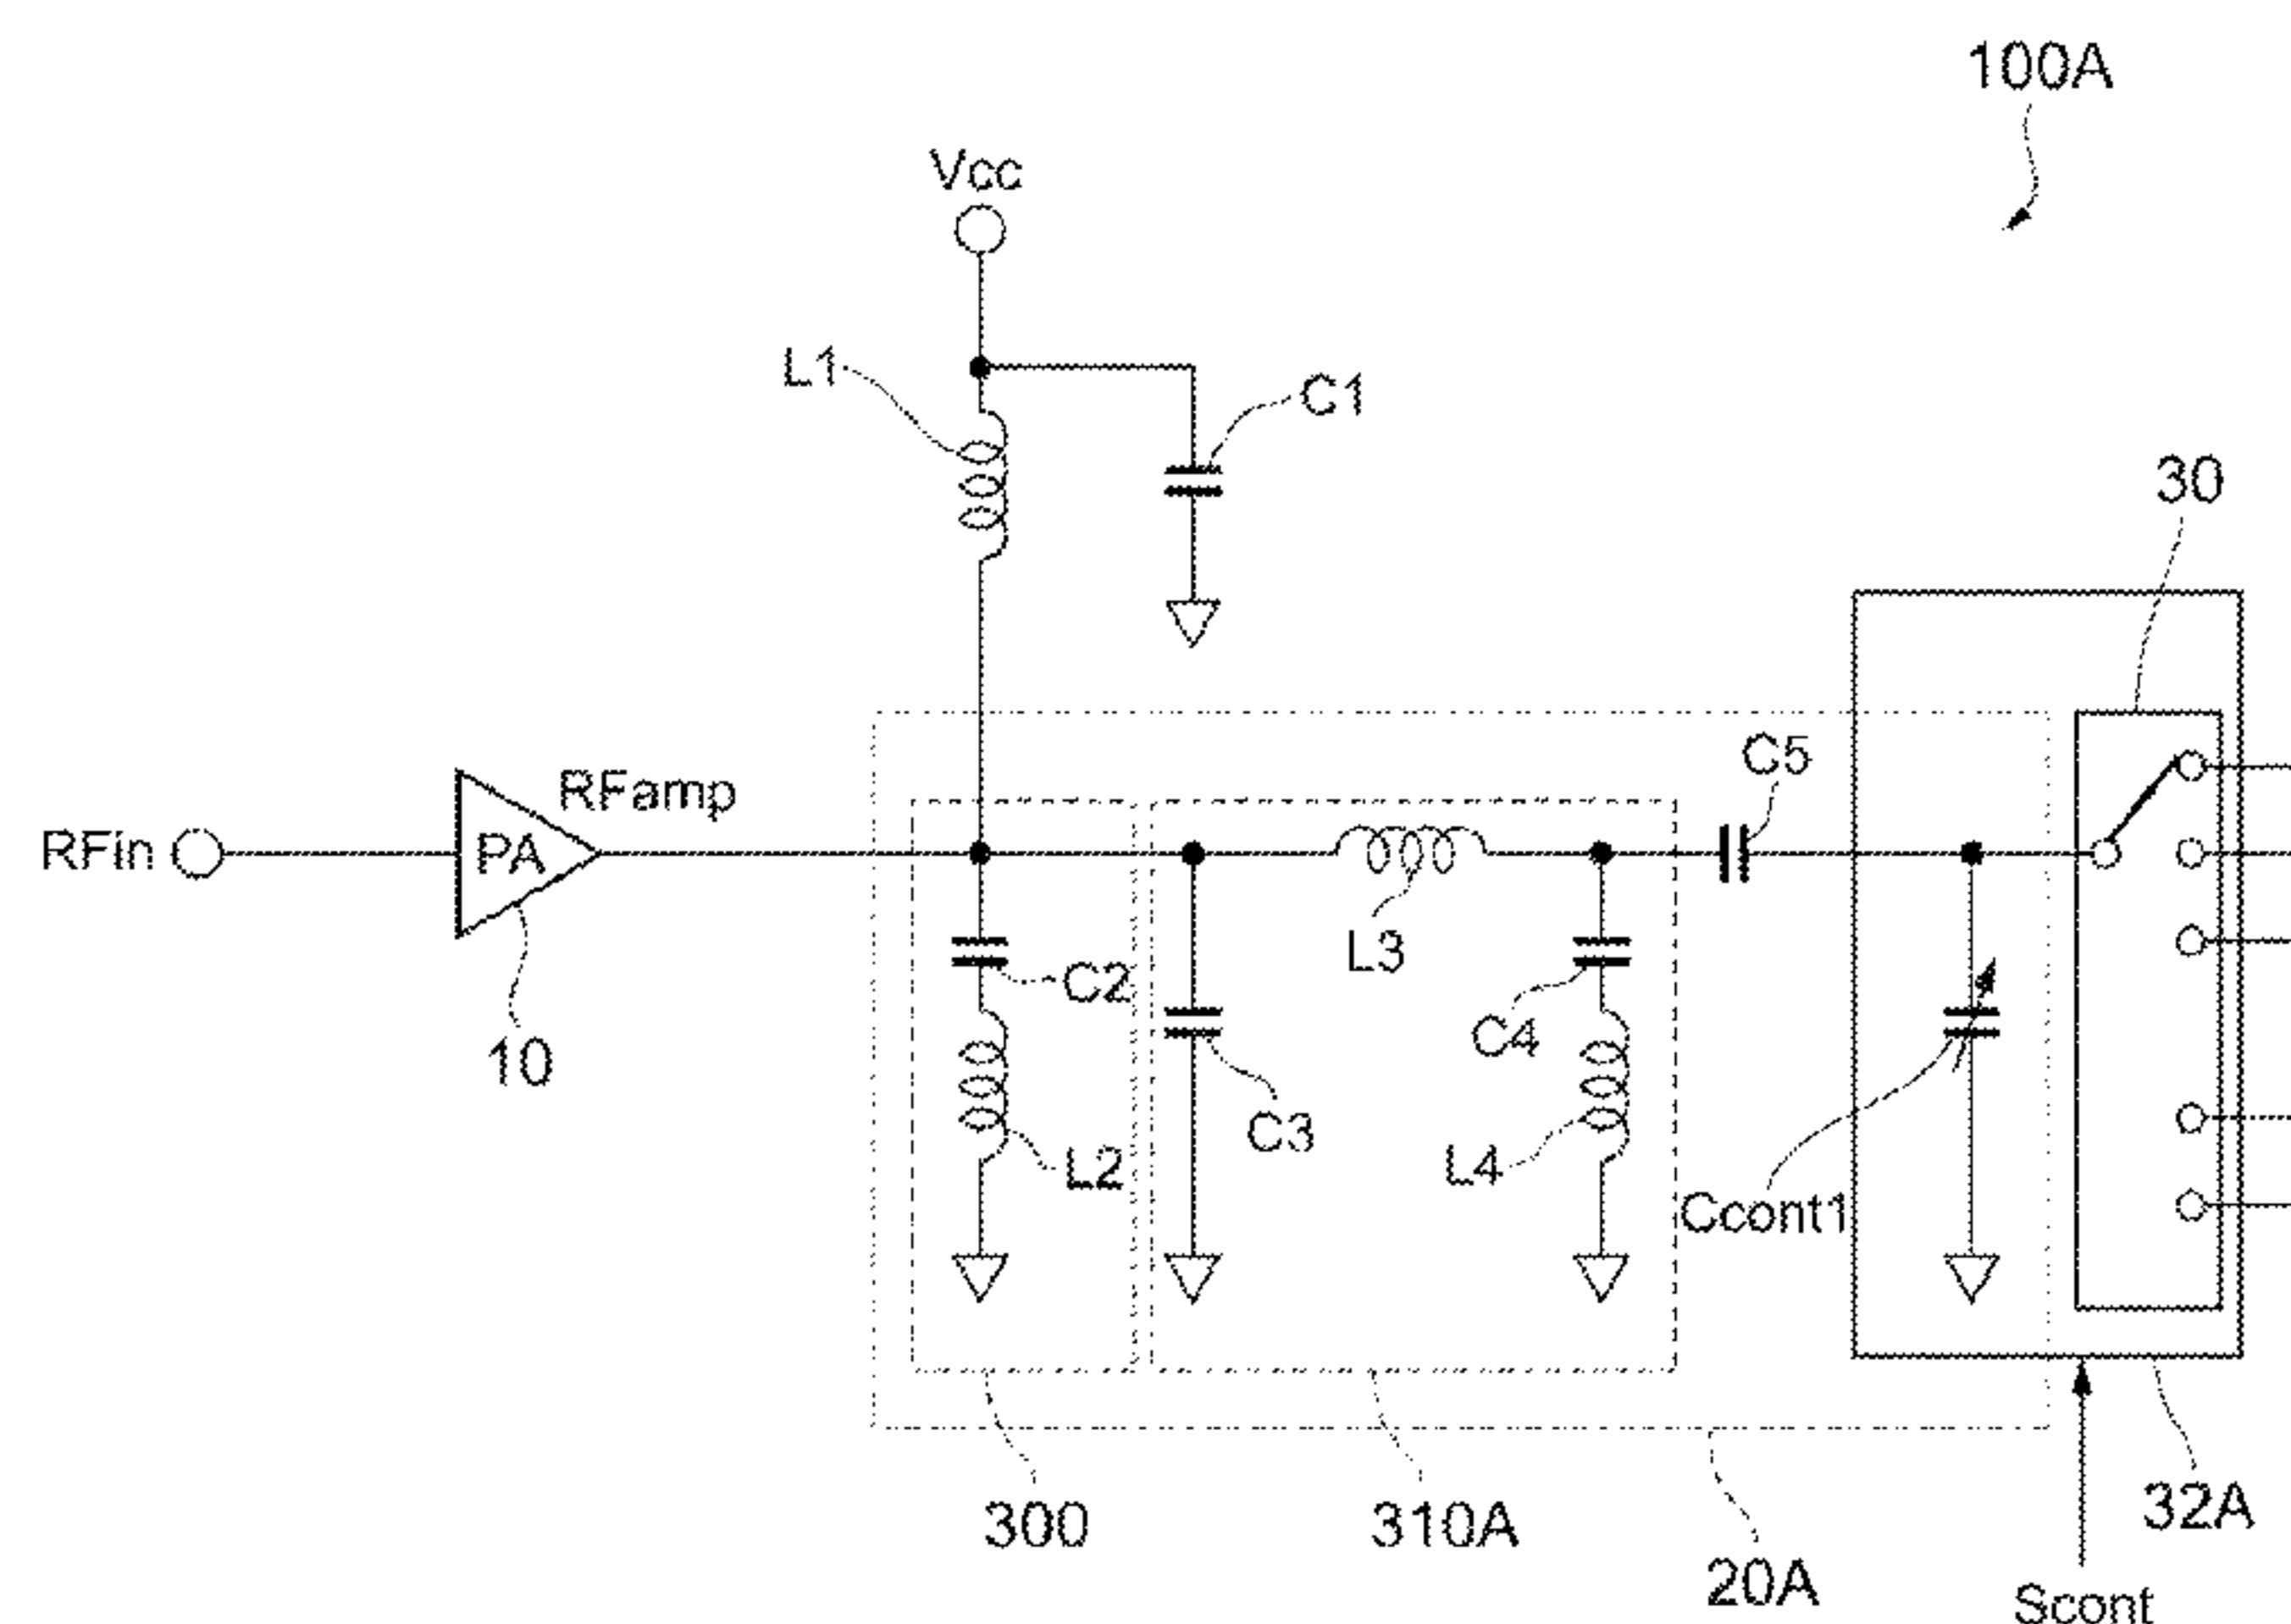 100A
Vcc
L1
C1
30
C5
RFamp
RFin
PA
L3
C2
C4
10
C3
L2
L4
Ccont1
300
310A
32A
20A
Scont